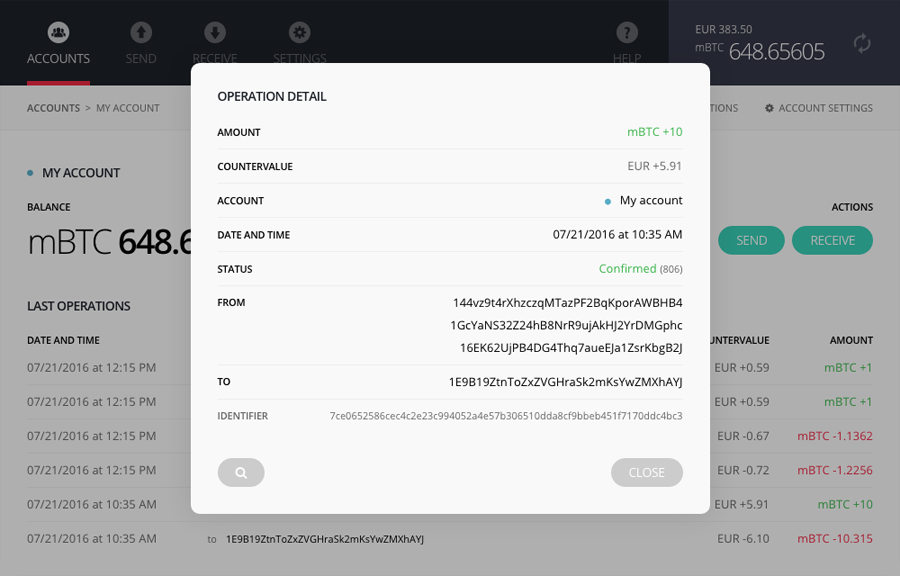 ACCOUNTS
SEND
RECEIVE
SETTINGS
HELP
EUR 383.50
mBTC 648.65605
ACCOUNTS > MY ACCOUNT
ACCOUNT SETTINGS
OPERATION DETAIL
AMOUNT mBTC +10
COUNTERVALUE EUR +5.91
ACCOUNT My account
DATE AND TIME 07/21/2016 at 10:35 AM
STATUS Confirmed (806)
FROM 144vz9t4rXhzczqMTazPF2BqKporAWBHB4
1GcYaNS32Z24hB8NrR9ujAkHJ2YrDMGphc
16EK62UjPB4DG4Thq7aueEJa1ZsrKbgB2J
TO 1E9B19ZtnToZxZVGHraSk2mKsYwZMXhAYJ
IDENTIFIER 7ce0652586cec4c2e23c994052a4e57b306510dda8cf9bbeb451f7170ddc4bc3
CLOSE
MY ACCOUNT
BALANCE ACTIONS
mBTC 648.6
SEND RECEIVE
LAST OPERATIONS
DATE AND TIME AMOUNT
07/21/2016 at 12:15 PM EUR +0.59 mBTC +1
07/21/2016 at 12:15 PM EUR +0.59 mBTC +1
07/21/2016 at 12:15 PM EUR -0.67 mBTC -1.1362
07/21/2016 at 12:15 PM EUR -0.72 mBTC -1.2256
07/21/2016 at 10:35 AM EUR +5.91 mBTC +10
07/21/2016 at 10:35 AM to 1E9B19ZtnToZxZVGHraSk2mKsYwZMXhAYJ EUR -6.10 mBTC -10.315